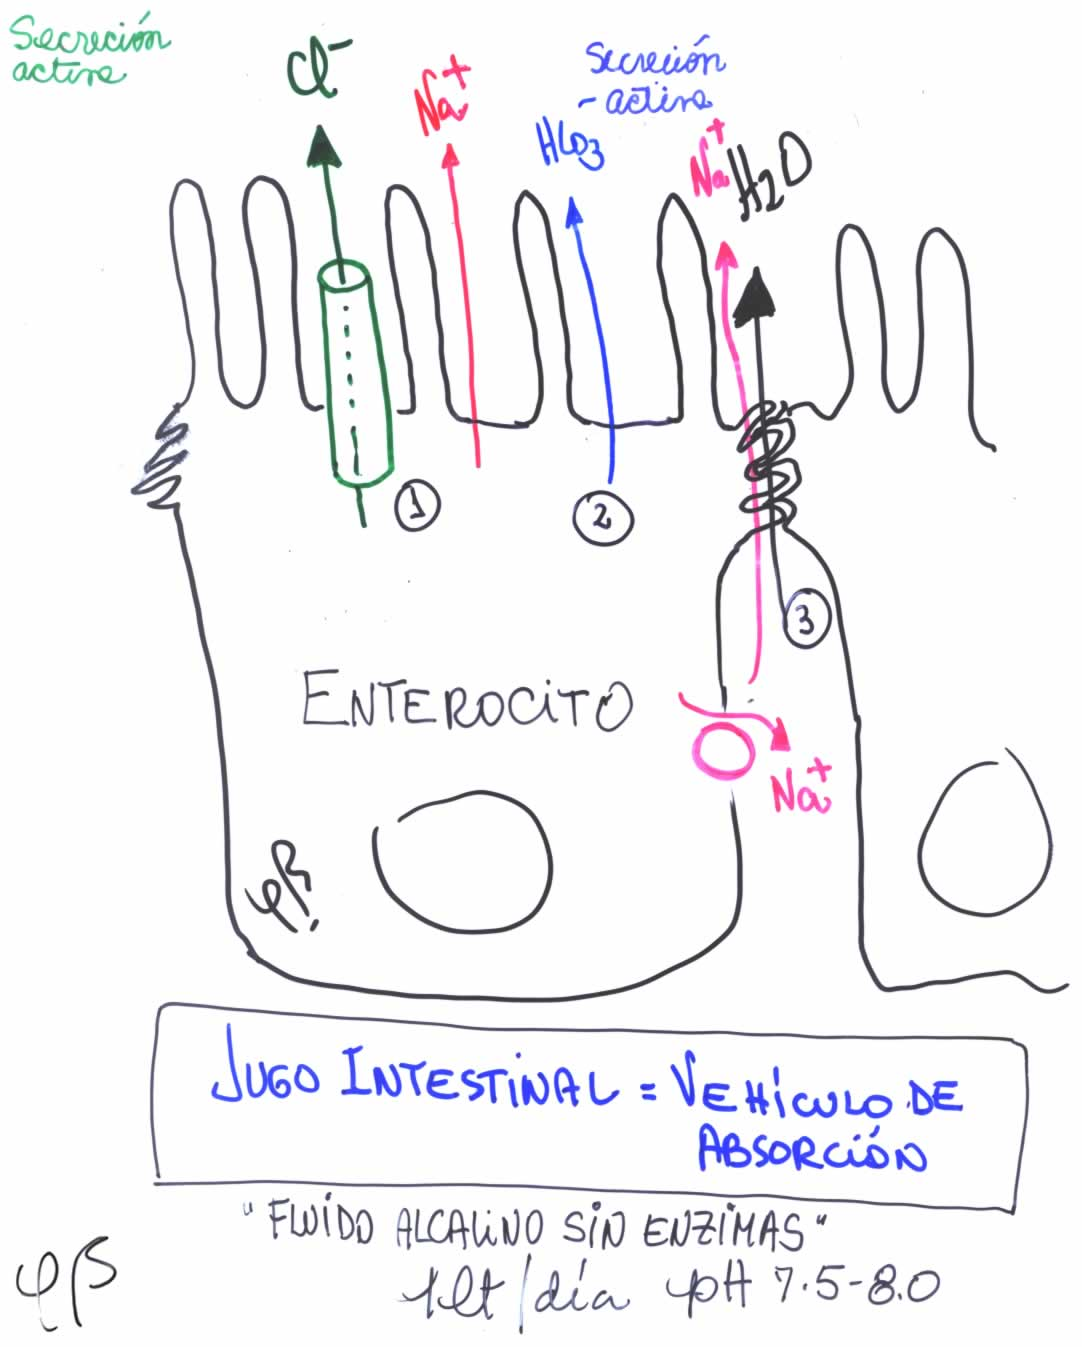 Secreción
activa
Cl⁻
Na⁺
Secreción
- activa
HCO3
Na⁺
H2O
1
2
3
ENTEROCITO
Na⁺
JUGO INTESTINAL = VEHÍCULO DE
ABSORCIÓN
"FLUIDO ALCALINO SIN ENZIMAS"
1lt/día pH 7.5-8.0